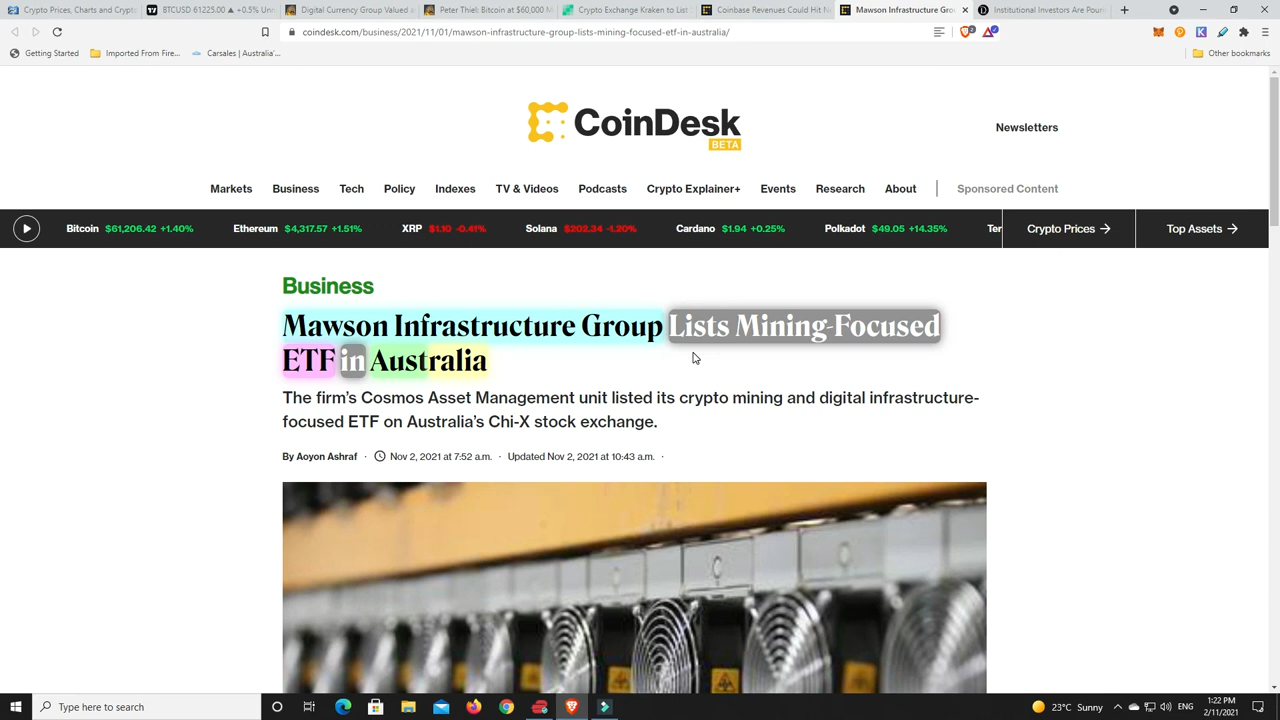 Crypto Prices, Charts and Crypto
BTCUSD 61225.00 ▲ +0.5% Unn
Digital Currency Group Valued a
Peter Thiel: Bitcoin at $60,000 M
Crypto Exchange Kraken to List
Coinbase Revenues Could Hit N
Mawson Infrastructure Grou
Institutional Investors Are Pouri
coindesk.com/business/2021/11/01/mawson-infrastructure-group-lists-mining-focused-etf-in-australia/
Getting Started
Imported From Fire...
Carsales | Australia'...
Other bookmarks
CoinDesk
BETA
Newsletters
Markets
Business
Tech
Policy
Indexes
TV & Videos
Podcasts
Crypto Explainer+
Events
Research
About
Sponsored Content
Bitcoin $61,206.42 +1.40%
Ethereum $4,317.57 +1.51%
XRP $1.10 -0.41%
Solana $202.34 -1.20%
Cardano $1.94 +0.25%
Polkadot $49.05 +14.35%
Ter
Crypto Prices →
Top Assets →
Business
Mawson Infrastructure Group Lists Mining-Focused
ETF in Australia
The firm's Cosmos Asset Management unit listed its crypto mining and digital infrastructure-
focused ETF on Australia's Chi-X stock exchange.
By Aoyon Ashraf · Nov 2, 2021 at 7:52 a.m. · Updated Nov 2, 2021 at 10:43 a.m. ·
Type here to search
23°C Sunny
ENG
1:22 PM
2/11/2021